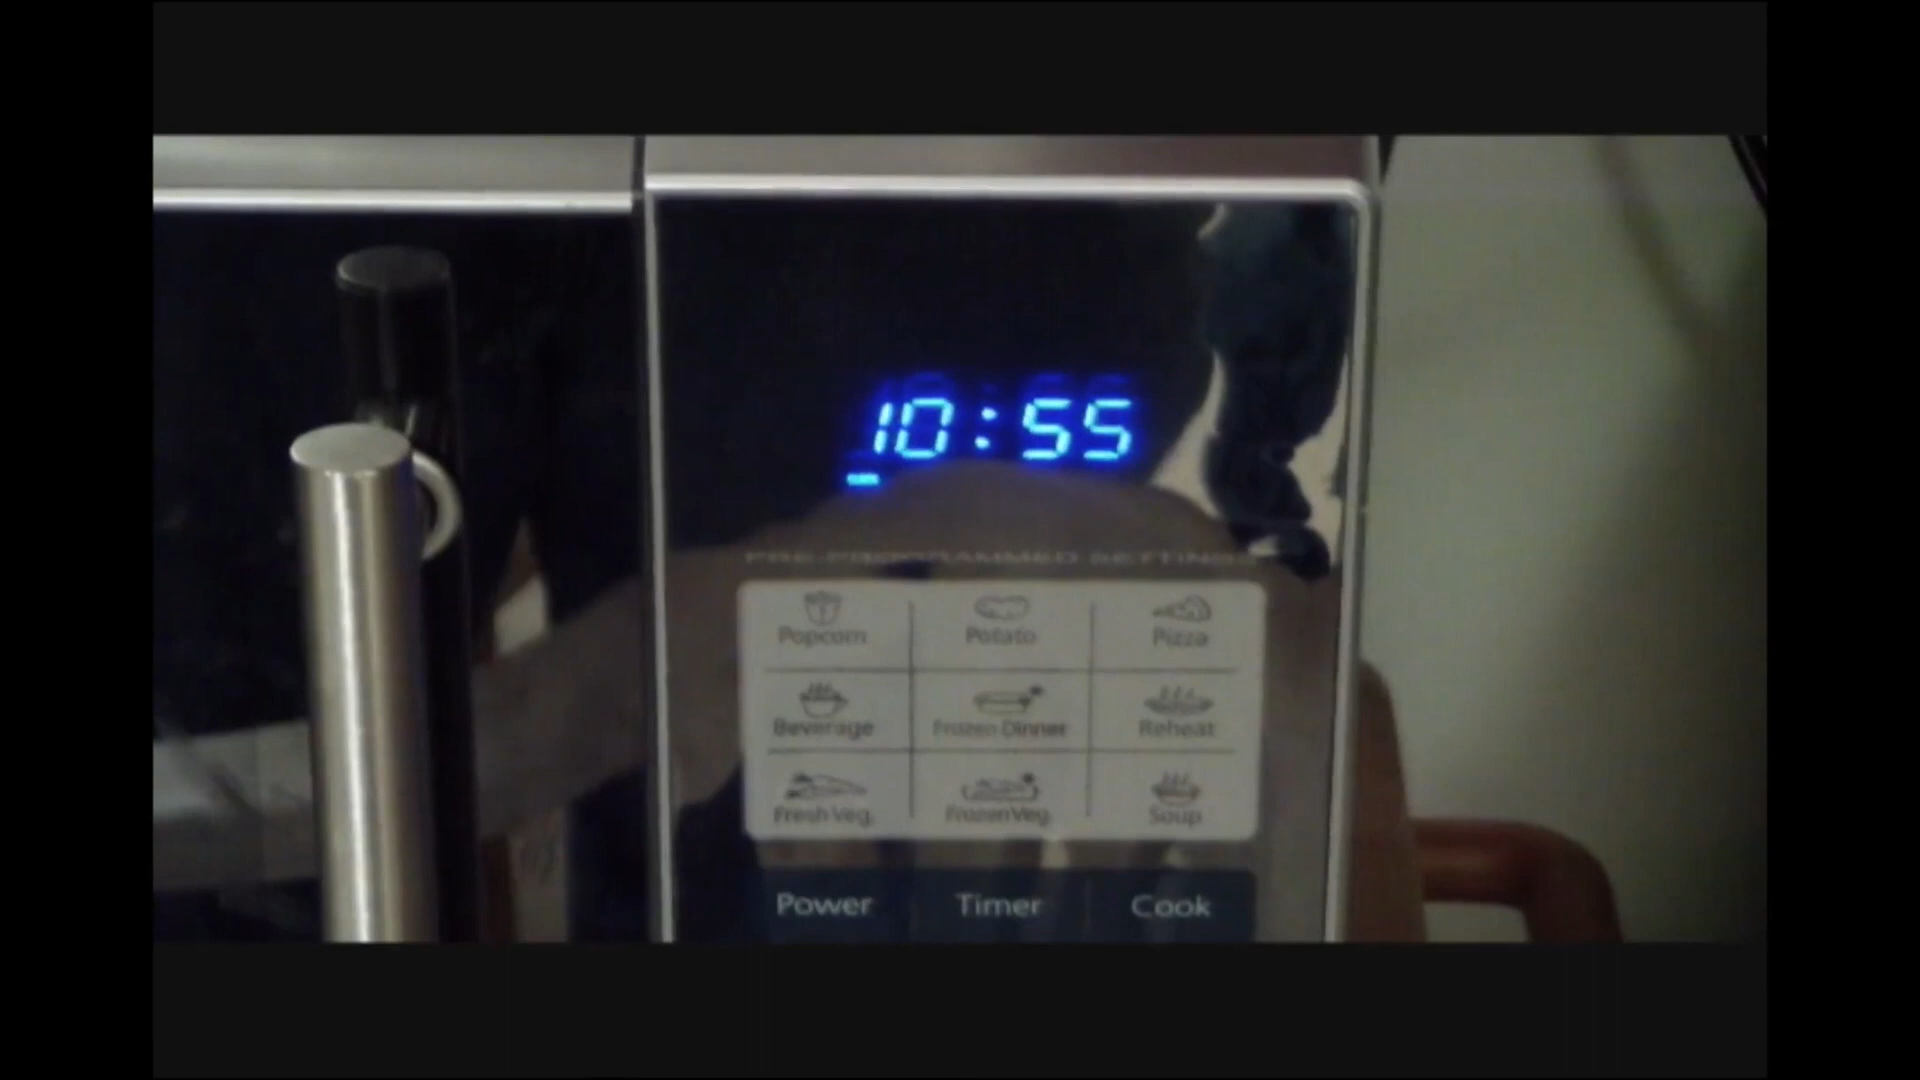 10:55
PRE-PROGRAMMED SETTINGS
Popcorn Potato Pizza
Beverage Frozen Dinner Reheat
Fresh Veg. Frozen Veg. Soup
Power Timer Cook